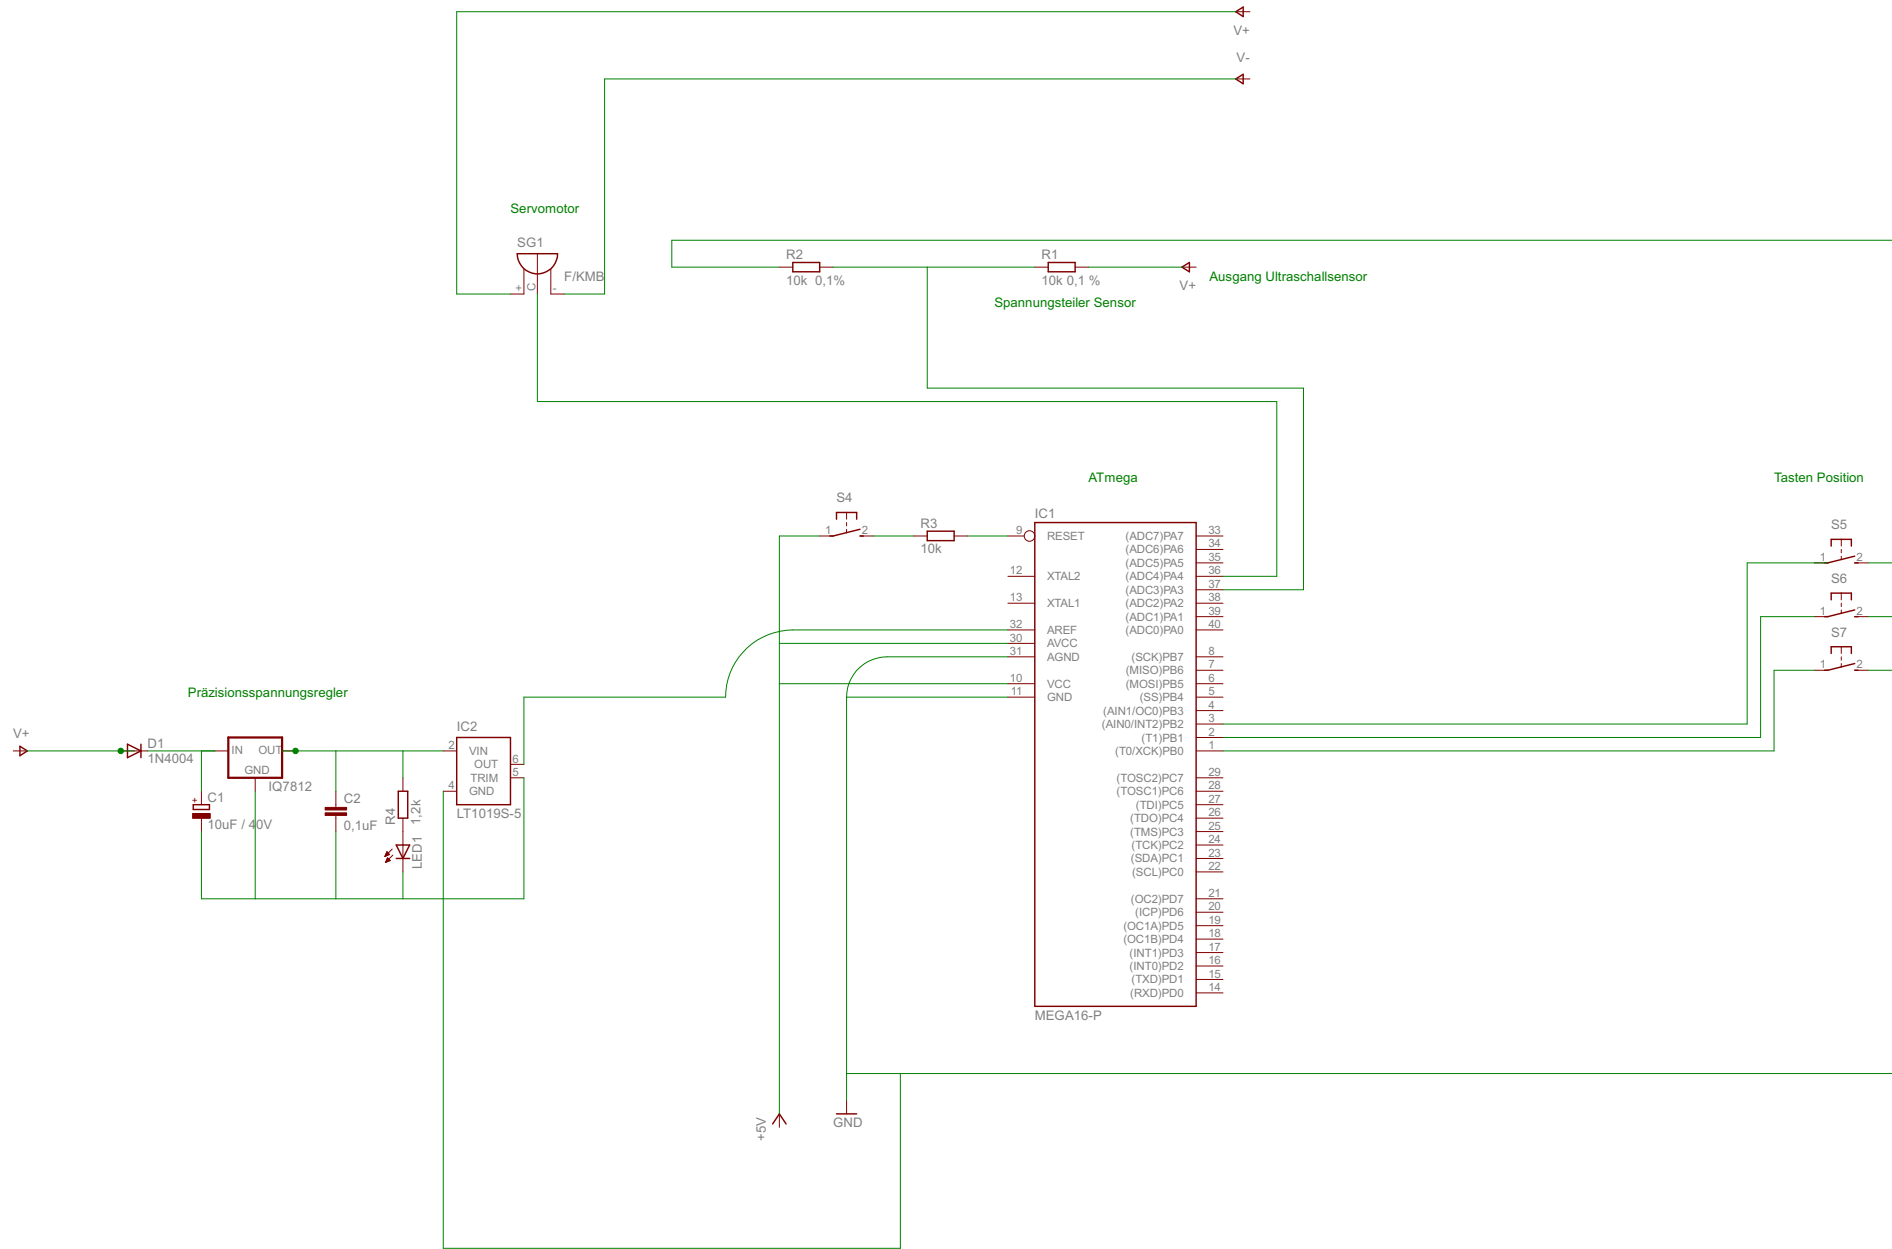 V+
V-
Servomotor
SG1
F/KMB
+
C
-
R2
10k 0,1%
R1
10k 0,1 %
V+
Ausgang Ultraschallsensor
Spannungsteiler Sensor
ATmega
Tasten Position
S4
1
2
R3
10k
IC1
9
RESET
12
XTAL2
13
XTAL1
32
AREF
30
AVCC
31
AGND
10
VCC
11
GND
(ADC7)PA7 33
(ADC6)PA6 34
(ADC5)PA5 35
(ADC4)PA4 36
(ADC3)PA3 37
(ADC2)PA2 38
(ADC1)PA1 39
(ADC0)PA0 40
(SCK)PB7 8
(MISO)PB6 7
(MOSI)PB5 6
(SS)PB4 5
(AIN1/OC0)PB3 4
(AIN0/INT2)PB2 3
(T1)PB1 2
(T0/XCK)PB0 1
(TOSC2)PC7 29
(TOSC1)PC6 28
(TDI)PC5 27
(TDO)PC4 26
(TMS)PC3 25
(TCK)PC2 24
(SDA)PC1 23
(SCL)PC0 22
(OC2)PD7 21
(ICP)PD6 20
(OC1A)PD5 19
(OC1B)PD4 18
(INT1)PD3 17
(INT0)PD2 16
(TXD)PD1 15
(RXD)PD0 14
MEGA16-P
S5
1 2
S6
1 2
S7
1 2
Präzisionsspannungsregler
V+
D1
1N4004
IN OUT
GND
IQ7812
+
C1
10uF / 40V
C2
0,1uF
R4
1,2k
LED1
IC2
2
VIN
OUT
6
TRIM
5
4
GND
LT1019S-5
+5V
GND